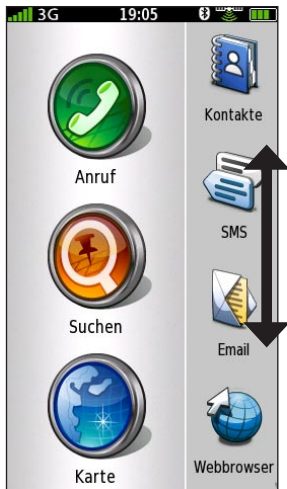 3G 19:05
Kontakte
Anruf
SMS
Suchen
Email
Karte
Webbrowser